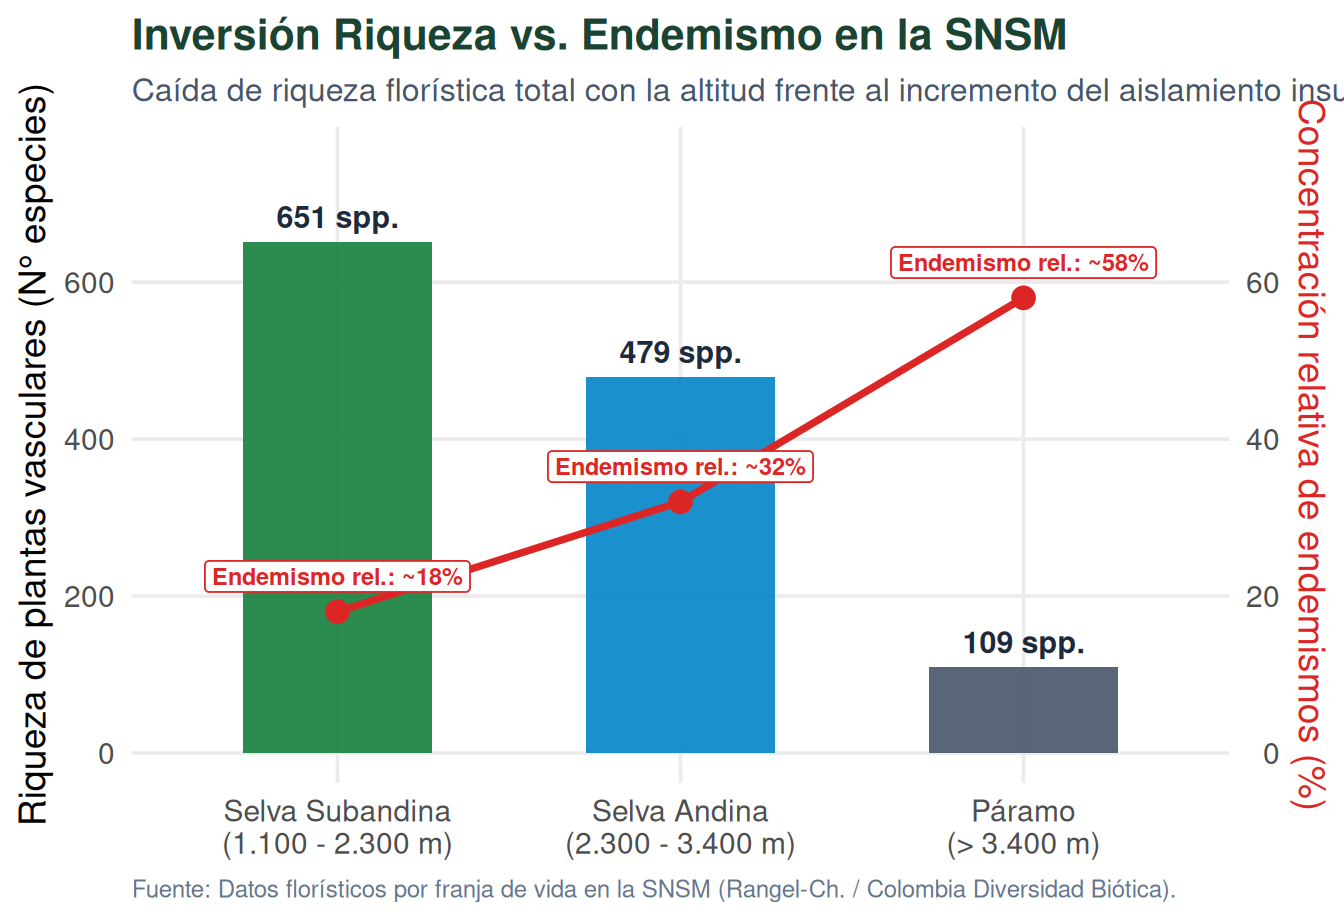 Inversión Riqueza vs. Endemismo en la SNSM
Caída de riqueza florística total con la altitud frente al incremento del aislamiento insu
Riqueza de plantas vasculares (N° especies)
600
400
200
0
651 spp.
479 spp.
109 spp.
Endemismo rel.: ~18%
Endemismo rel.: ~32%
Endemismo rel.: ~58%
60
40
20
0
Concentración relativa de endemismos (%)
Selva Subandina
(1.100 - 2.300 m)
Selva Andina
(2.300 - 3.400 m)
Páramo
(> 3.400 m)
Fuente: Datos florísticos por franja de vida en la SNSM (Rangel-Ch. / Colombia Diversidad Biótica).